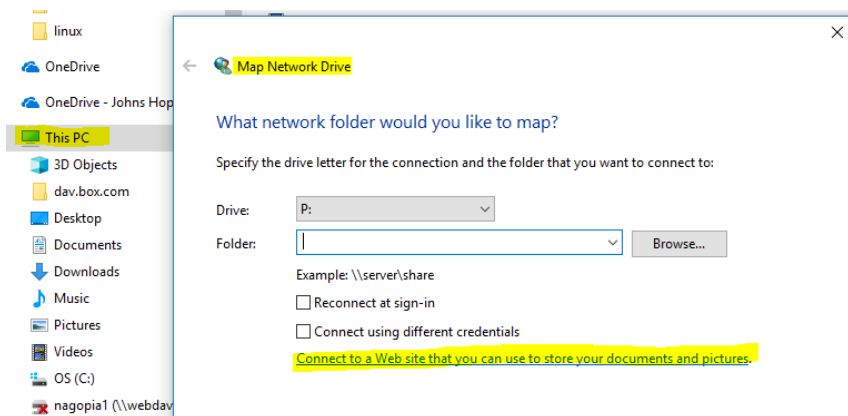 linux
OneDrive
OneDrive - Johns Hop
This PC
3D Objects
dav.box.com
Desktop
Documents
Downloads
Music
Pictures
Videos
OS (C:)
nagopia1 (\\webdav
Map Network Drive
What network folder would you like to map?
Specify the drive letter for the connection and the folder that you want to connect to:
Drive: P:
Folder: Browse...
Example: \\server\share
Reconnect at sign-in
Connect using different credentials
Connect to a Web site that you can use to store your documents and pictures.